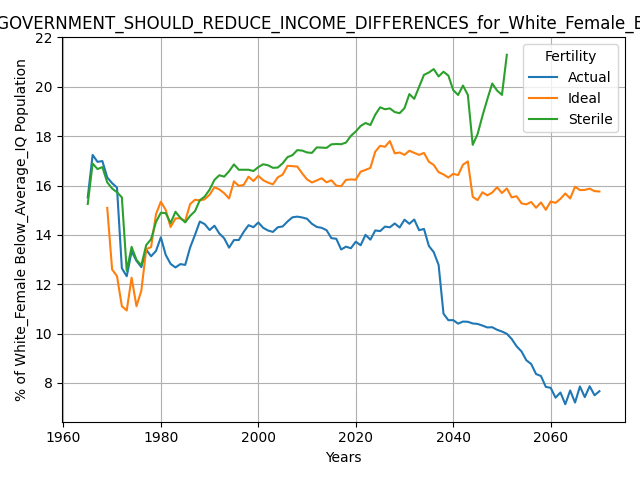 GOVERNMENT_SHOULD_REDUCE_INCOME_DIFFERENCES_for_White_Female_
Fertility
Actual
Ideal
Sterile
% of White_Female Below_Average_IQ Population
22
20
18
16
14
12
10
8
1960
1980
2000
2020
2040
2060
Years